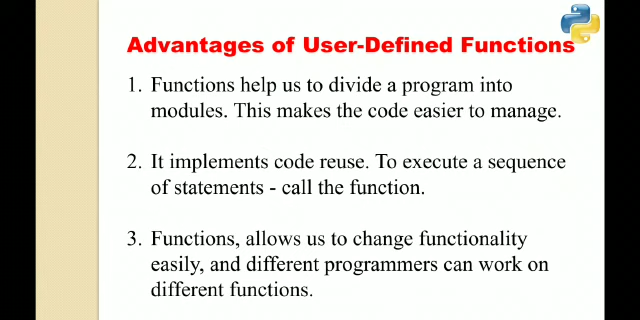 Advantages of User-Defined Functions
1. Functions help us to divide a program into
modules. This makes the code easier to manage.
2. It implements code reuse. To execute a sequence
of statements - call the function.
3. Functions, allows us to change functionality
easily, and different programmers can work on
different functions.